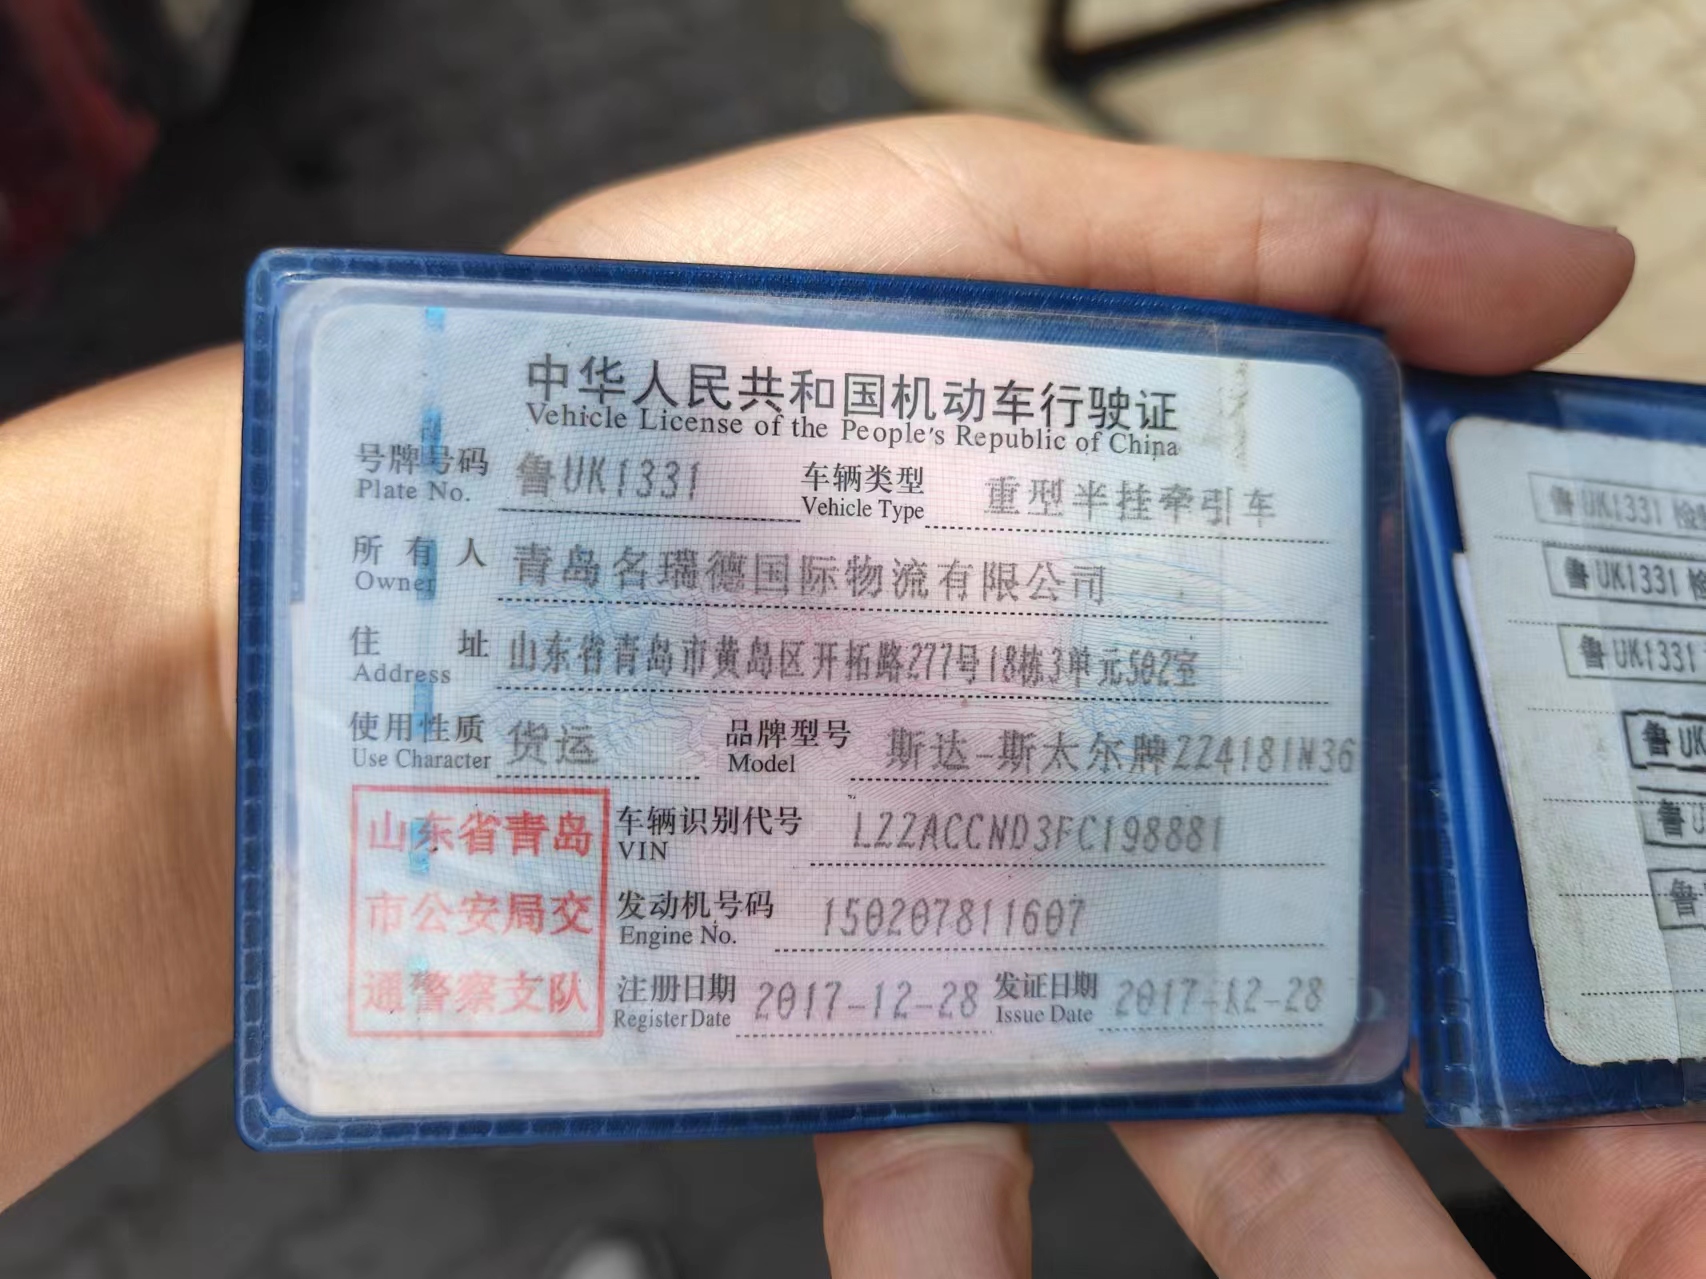 中华人民共和国机动车行驶证
Vehicle License of the People's Republic of China
号牌号码 鲁UK1331 车辆类型 重型半挂牵引车
Plate No. Vehicle Type
所有人 青岛名瑞德国际物流有限公司
Owner
住址 山东省青岛市黄岛区开拓路277号18栋3单元502室
Address
使用性质 货运 品牌型号 斯达-斯太尔牌ZZ4181N36
Use Character Model
山东省青岛
市公安局交
通警察支队
车辆识别代号 LZZACCND3FC198881
VIN
发动机号码 150207811607
Engine No.
注册日期 2017-12-28 发证日期 2017-12-28
Register Date Issue Date
鲁UK1331 检
鲁UK1331 检
鲁UK1331
鲁UK
鲁U
鲁